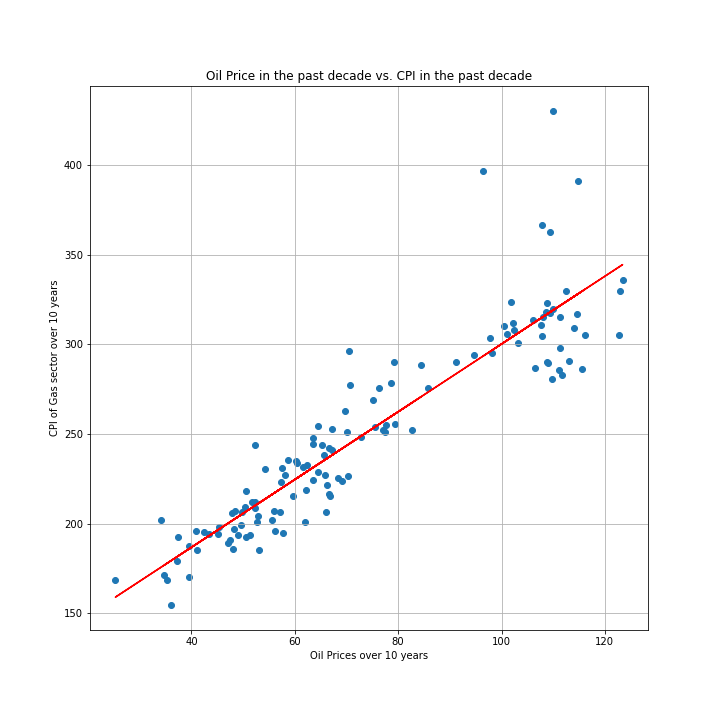 Oil Price in the past decade vs. CPI in the past decade
CPI of Gas sector over 10 years
400
350
300
250
200
150
40 60 80 100 120
Oil Prices over 10 years